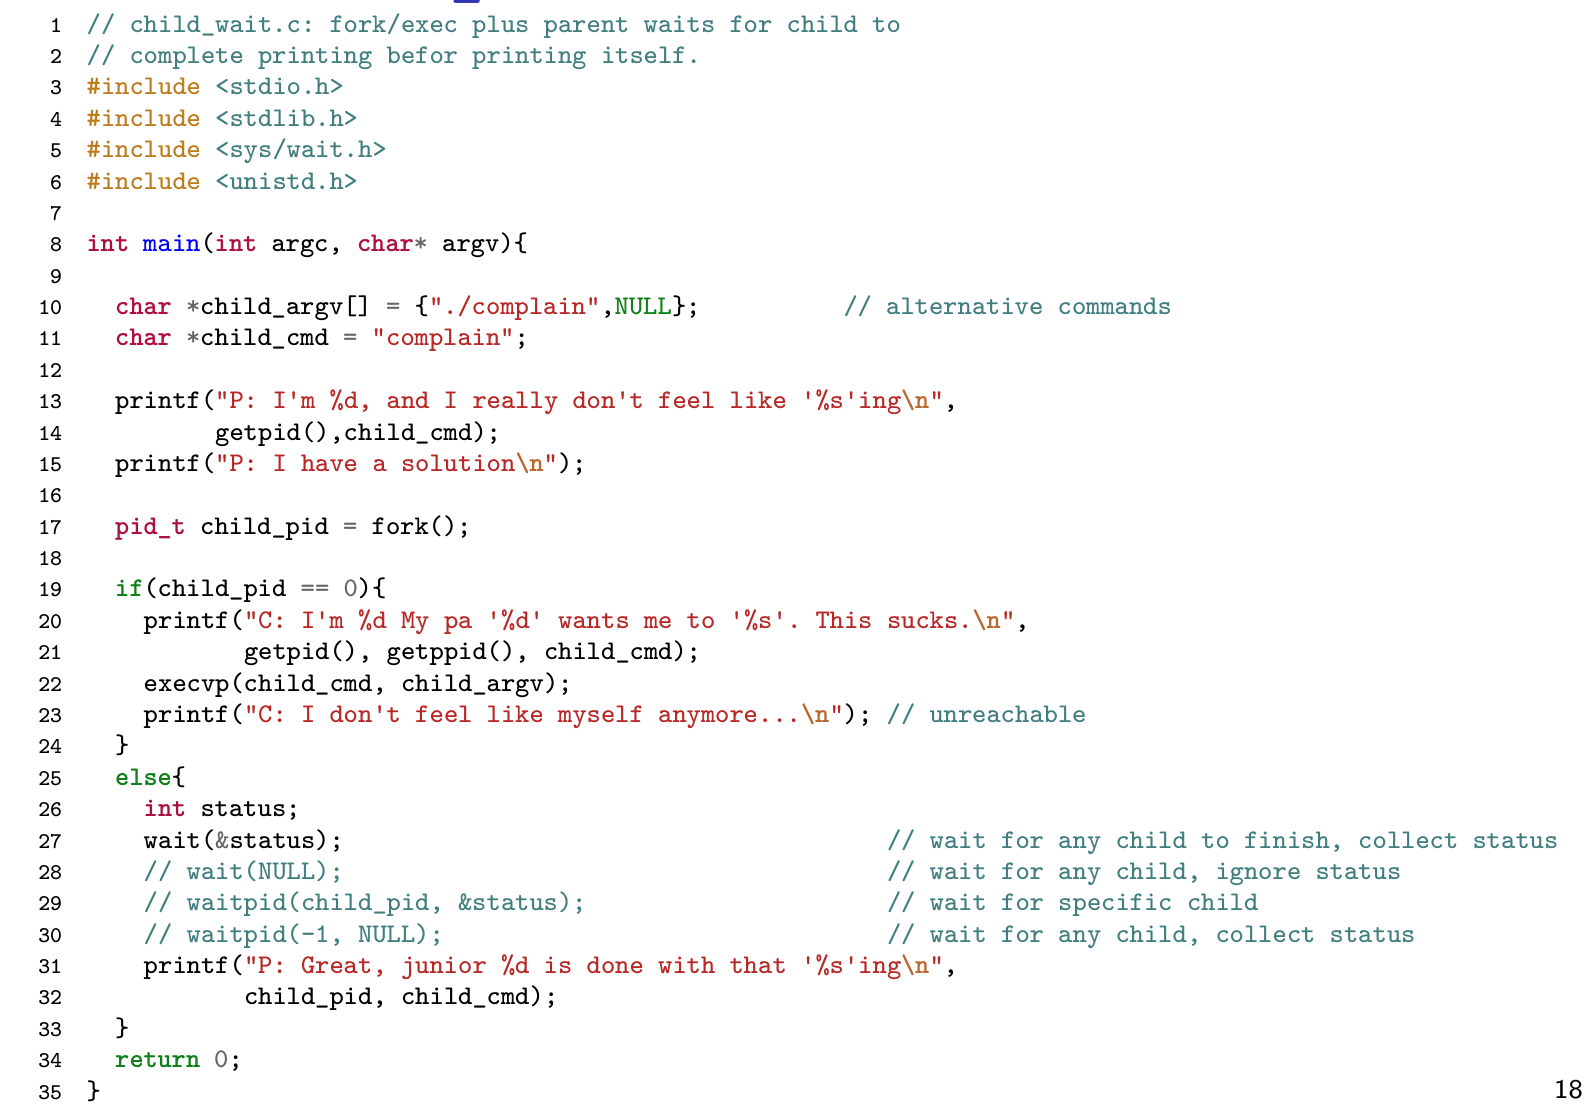 1 // child_wait.c: fork/exec plus parent waits for child to
2 // complete printing befor printing itself.
3 #include <stdio.h>
4 #include <stdlib.h>
5 #include <sys/wait.h>
6 #include <unistd.h>
7
8 int main(int argc, char* argv){
9
10   char *child_argv[] = {"./complain",NULL};          // alternative commands
11   char *child_cmd = "complain";
12
13   printf("P: I'm %d, and I really don't feel like '%s'ing\n",
14          getpid(),child_cmd);
15   printf("P: I have a solution\n");
16
17   pid_t child_pid = fork();
18
19   if(child_pid == 0){
20     printf("C: I'm %d My pa '%d' wants me to '%s'. This sucks.\n",
21            getpid(), getppid(), child_cmd);
22     execvp(child_cmd, child_argv);
23     printf("C: I don't feel like myself anymore...\n"); // unreachable
24   }
25   else{
26     int status;
27     wait(&status);                                      // wait for any child to finish, collect status
28     // wait(NULL);                                      // wait for any child, ignore status
29     // waitpid(child_pid, &status);                     // wait for specific child
30     // waitpid(-1, NULL);                               // wait for any child, collect status
31     printf("P: Great, junior %d is done with that '%s'ing\n",
32            child_pid, child_cmd);
33   }
34   return 0;
35 }
18